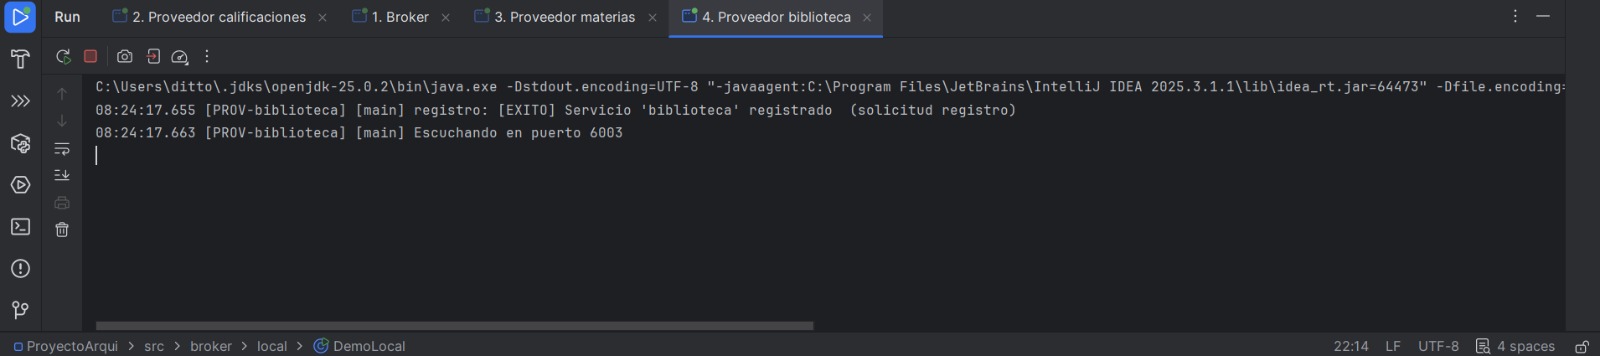 Run 2. Proveedor calificaciones 1. Broker 3. Proveedor materias 4. Proveedor biblioteca
C:\Users\ditto\.jdks\openjdk-25.0.2\bin\java.exe -Dstdout.encoding=UTF-8 "-javaagent:C:\Program Files\JetBrains\IntelliJ IDEA 2025.3.1.1\lib\idea_rt.jar=64473" -Dfile.encoding=
08:24:17.655 [PROV-biblioteca] [main] registro: [EXITO] Servicio 'biblioteca' registrado  (solicitud registro)
08:24:17.663 [PROV-biblioteca] [main] Escuchando en puerto 6003
ProyectoArqui > src > broker > local > DemoLocal 22:14 LF UTF-8 4 spaces